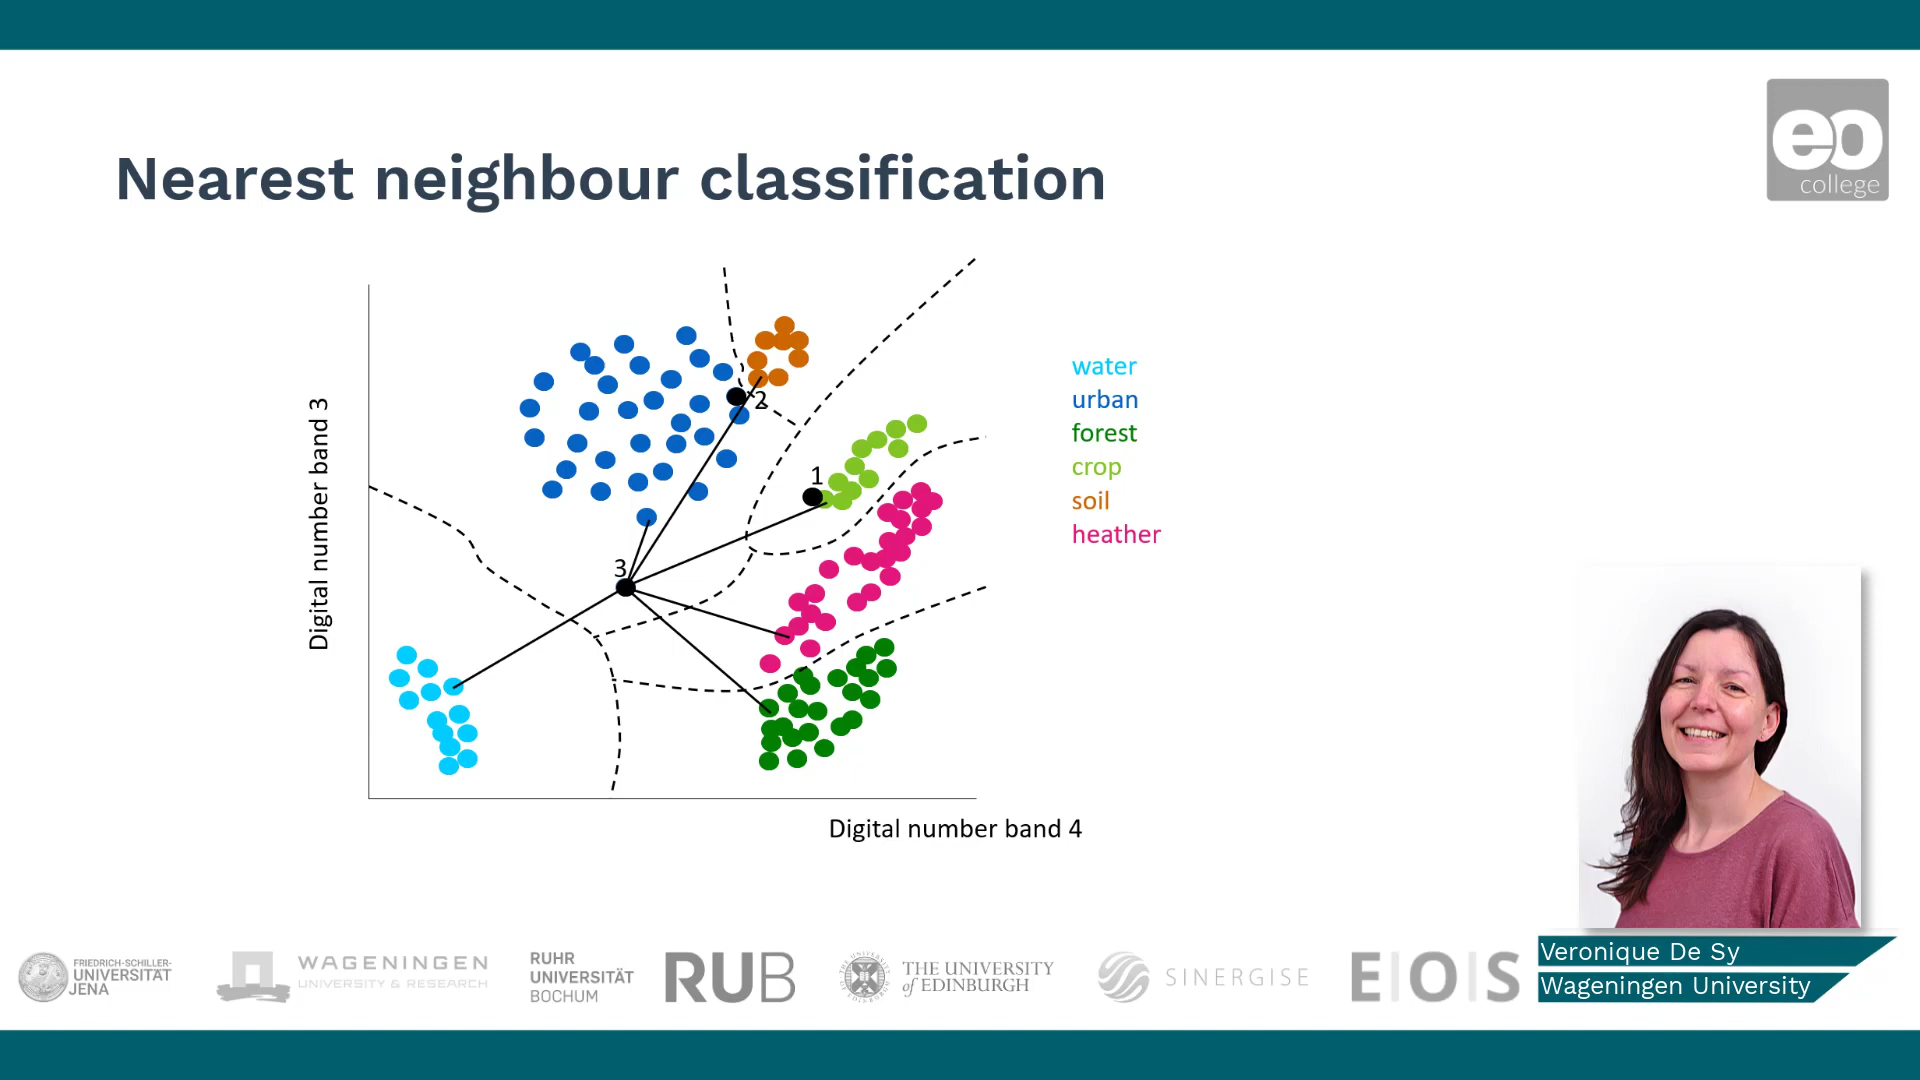 eo
college
Nearest neighbour classification
Digital number band 3
2
1
3
water
urban
forest
crop
soil
heather
Digital number band 4
FRIEDRICH-SCHILLER-
UNIVERSITÄT
JENA
WAGENINGEN
UNIVERSITY & RESEARCH
RUHR
UNIVERSITÄT
BOCHUM
RUB
THE UNIVERSITY
of EDINBURGH
SINERGISE
E|O|S
Veronique De Sy
Wageningen University